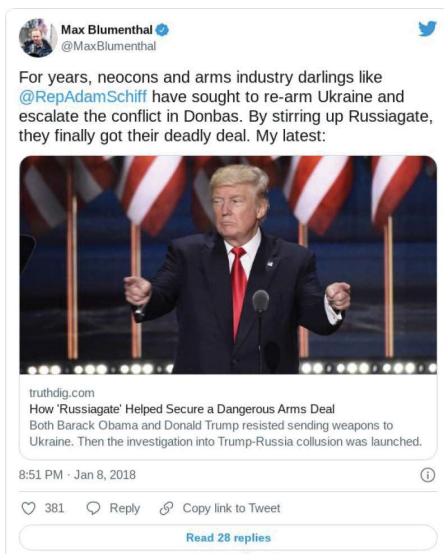 Max Blumenthal
@MaxBlumenthal
For years, neocons and arms industry darlings like
@RepAdamSchiff have sought to re-arm Ukraine and
escalate the conflict in Donbas. By stirring up Russiagate,
they finally got their deadly deal. My latest:
truthdig.com
How 'Russiagate' Helped Secure a Dangerous Arms Deal
Both Barack Obama and Donald Trump resisted sending weapons to
Ukraine. Then the investigation into Trump-Russia collusion was launched.
8:51 PM · Jan 8, 2018
381 Reply Copy link to Tweet
Read 28 replies